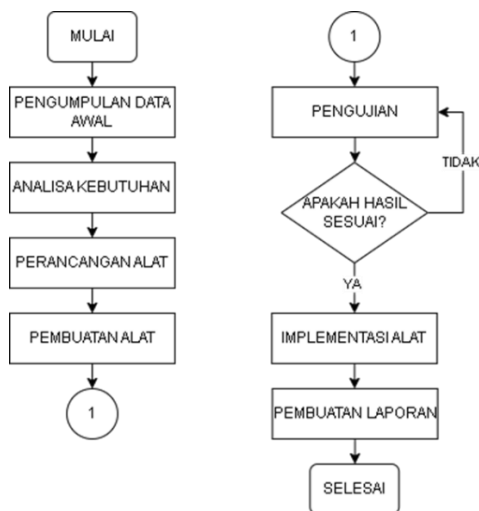 MULAI
PENGUMPULAN DATA
AWAL
ANALISA KEBUTUHAN
PERANCANGAN ALAT
PEMBUATAN ALAT
1
1
PENGUJIAN
TIDAK
APAKAH HASIL
SESUAI?
YA
IMPLEMENTASI ALAT
PEMBUATAN LAPORAN
SELESAI